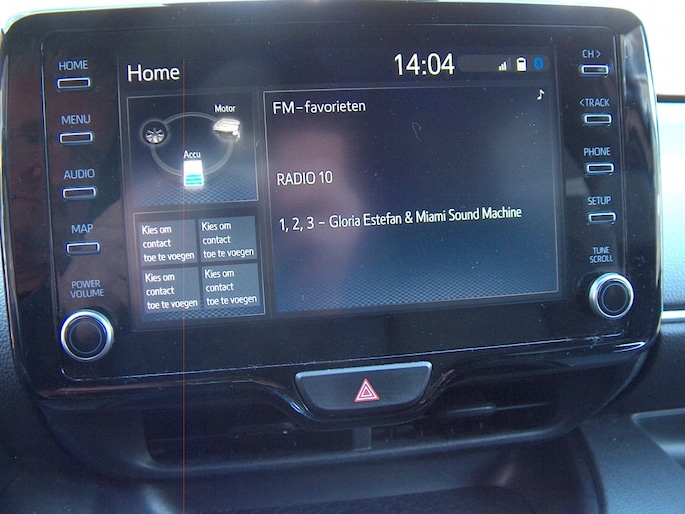 HOME
MENU
AUDIO
MAP
POWER
VOLUME
Home
14:04
Motor
Accu
Kies om
contact
toe te voegen
Kies om
contact
toe te voegen
Kies om
contact
toe te voegen
Kies om
contact
toe te voegen
FM-favorieten
RADIO 10
1, 2, 3 - Gloria Estefan & Miami Sound Machine
CH >
< TRACK
PHONE
SETUP
TUNE
SCROLL